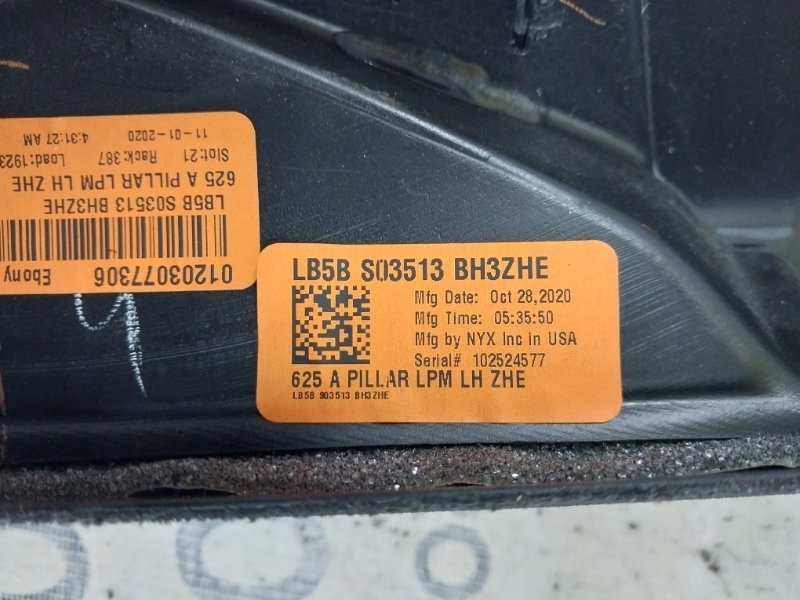 LB5B S03513 BH3ZHE
Mfg Date: Oct 28,2020
Mfg Time: 05:35:50
Mfg by NYX Inc in USA
Serial# 102524577
625 A PILLAR LPM LH ZHE
LB5B S03513 BH3ZHE
01203077306 Ebony
LB5B S03513 BH3ZHE
625 A PILLAR LPM LH ZHE
Slot:21 Rack:387 Load:1923
11-01-2020 4:31:27 AM